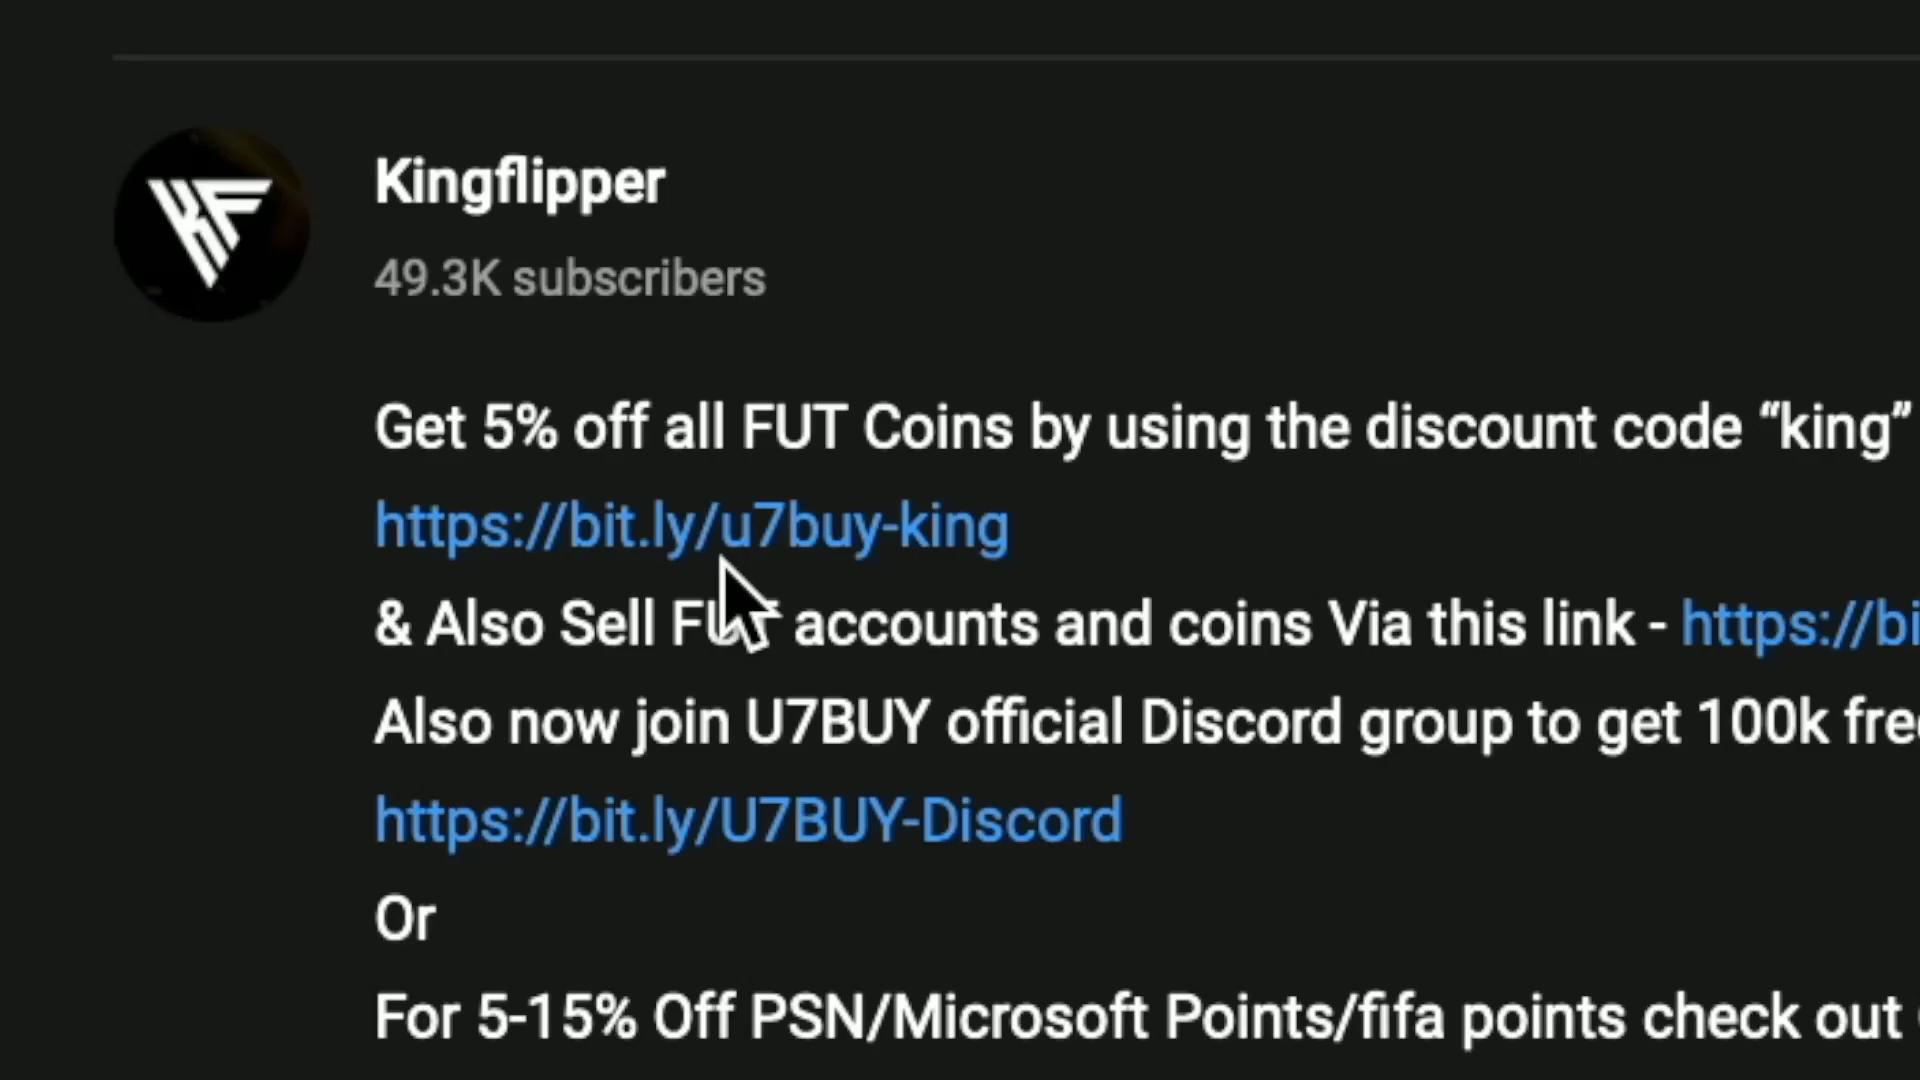 KF
Kingflipper
49.3K subscribers
Get 5% off all FUT Coins by using the discount code “king”
https://bit.ly/u7buy-king
& Also Sell FUT accounts and coins Via this link - https://bi
Also now join U7BUY official Discord group to get 100k free
https://bit.ly/U7BUY-Discord
Or
For 5-15% Off PSN/Microsoft Points/fifa points check out